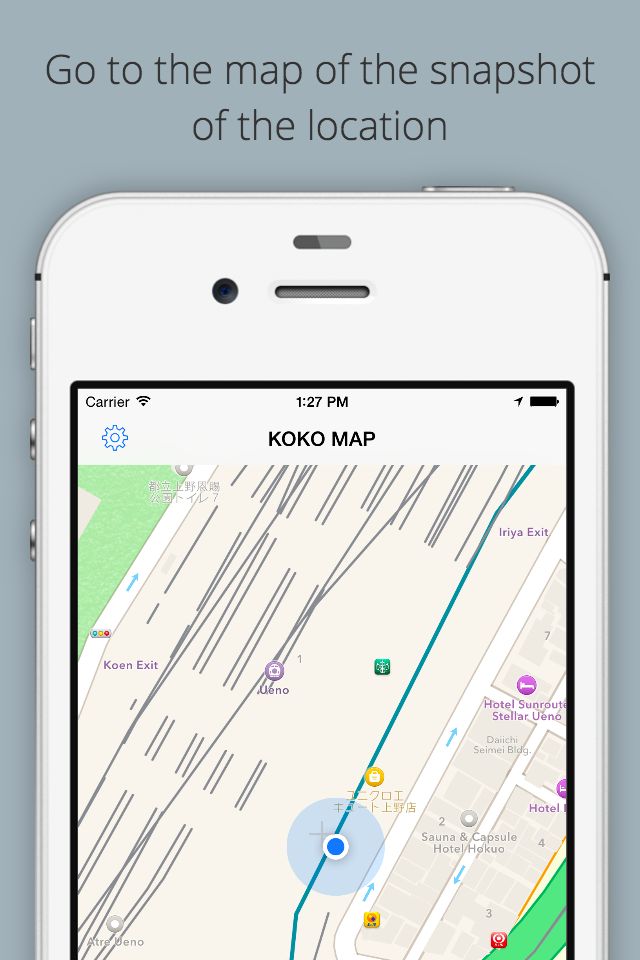 Go to the map of the snapshot
of the location
Carrier
1:27 PM
KOKO MAP
都立上野恩賜
公園トイレ 7
Iriya Exit
7
Koen Exit
1
Ueno
Hotel Sunroute
Stellar Ueno
Daiichi
Seimei Bldg.
ユニクロエ
キュート上野店
Hotel
2
Sauna & Capsule
Hotel Hokuo
4
3
Atre Ueno